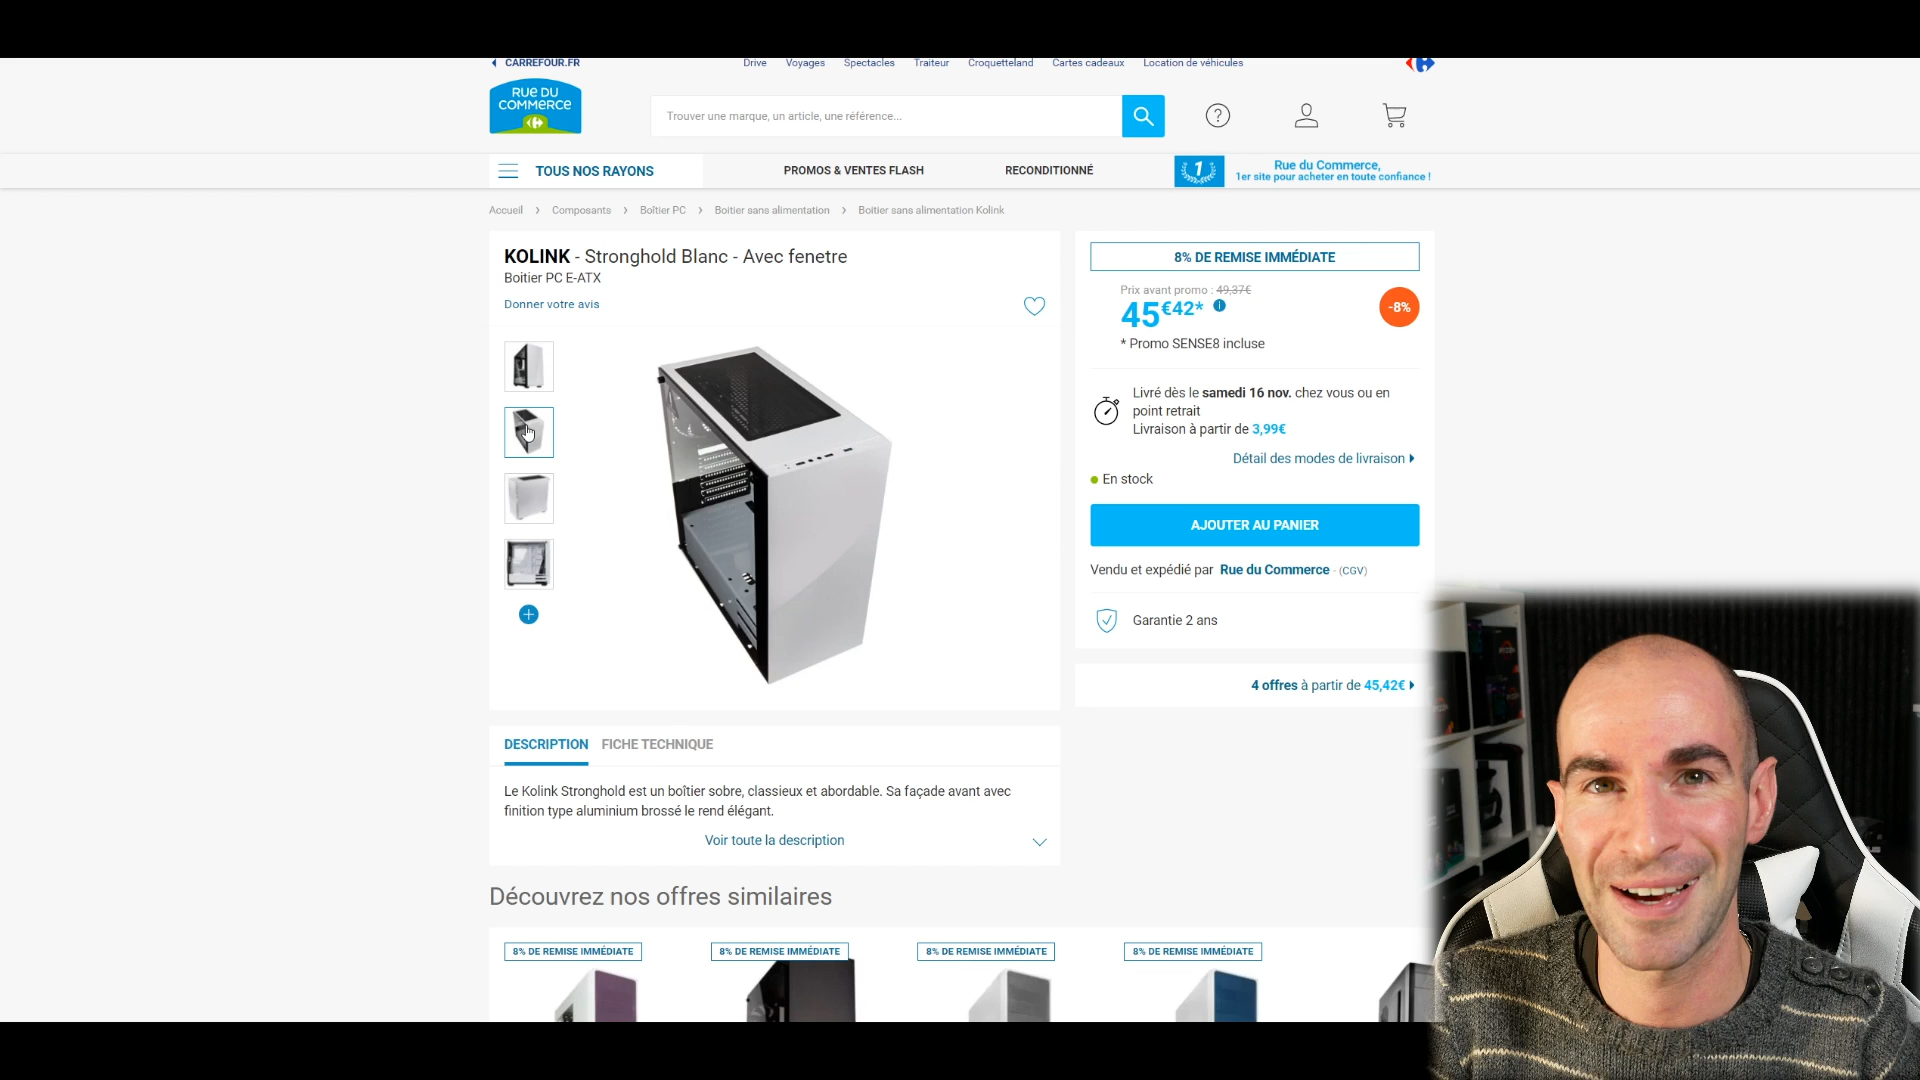 CARREFOUR.FR
Drive Voyages Spectacles Traiteur Croquetteland Cartes cadeaux Location de véhicules
RUE DU
COMMERCE
Trouver une marque, un article, une référence...
?
TOUS NOS RAYONS
PROMOS & VENTES FLASH
RECONDITIONNÉ
1
Rue du Commerce,
1er site pour acheter en toute confiance !
Accueil > Composants > Boîtier PC > Boitier sans alimentation > Boitier sans alimentation Kolink
KOLINK - Stronghold Blanc - Avec fenetre
Boitier PC E-ATX
Donner votre avis
8% DE REMISE IMMÉDIATE
Prix avant promo : 49,37€
45€42*
-8%
* Promo SENSE8 incluse
Livré dès le samedi 16 nov. chez vous ou en
point retrait
Livraison à partir de 3,99€
Détail des modes de livraison
En stock
AJOUTER AU PANIER
Vendu et expédié par Rue du Commerce - (CGV)
Garantie 2 ans
4 offres à partir de 45,42€
DESCRIPTION FICHE TECHNIQUE
Le Kolink Stronghold est un boîtier sobre, classieux et abordable. Sa façade avant avec
finition type aluminium brossé le rend élégant.
Voir toute la description
Découvrez nos offres similaires
8% DE REMISE IMMÉDIATE
8% DE REMISE IMMÉDIATE
8% DE REMISE IMMÉDIATE
8% DE REMISE IMMÉDIATE
RYZEN